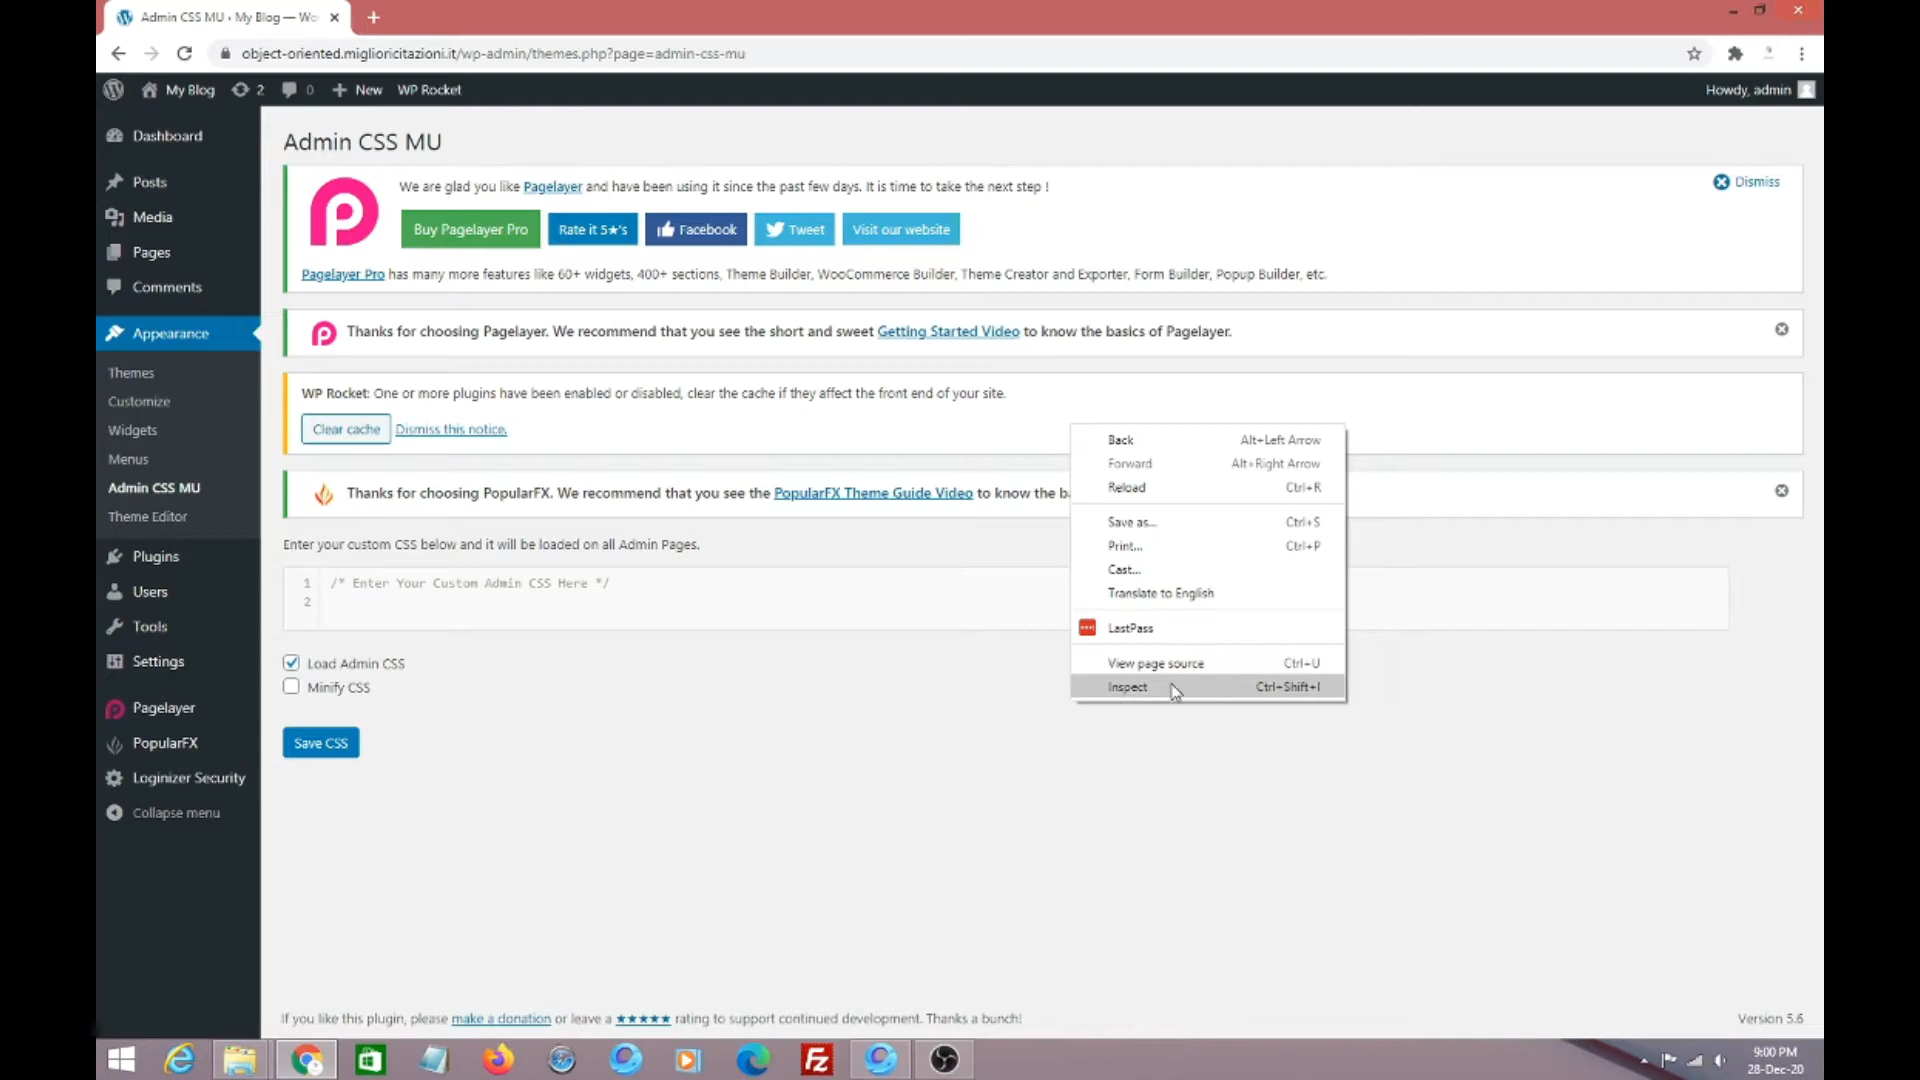 Admin CSS MU ‹ My Blog — Wo
object-oriented.miglioricitazioni.it/wp-admin/themes.php?page=admin-css-mu
My Blog 2 0 New WP Rocket
Howdy, admin
Dashboard
Posts
Media
Pages
Comments
Appearance
Themes
Customize
Widgets
Menus
Admin CSS MU
Theme Editor
Plugins
Users
Tools
Settings
Pagelayer
PopularFX
Loginizer Security
Collapse menu
Admin CSS MU
We are glad you like Pagelayer and have been using it since the past few days. It is time to take the next step !
Dismiss
Buy Pagelayer Pro Rate it 5★'s Facebook Tweet Visit our website
Pagelayer Pro has many more features like 60+ widgets, 400+ sections, Theme Builder, WooCommerce Builder, Theme Creator and Exporter, Form Builder, Popup Builder, etc.
Thanks for choosing Pagelayer. We recommend that you see the short and sweet Getting Started Video to know the basics of Pagelayer.
WP Rocket: One or more plugins have been enabled or disabled, clear the cache if they affect the front end of your site.
Clear cache Dismiss this notice.
Thanks for choosing PopularFX. We recommend that you see the PopularFX Theme Guide Video to know the ba
Enter your custom CSS below and it will be loaded on all Admin Pages.
1 /* Enter Your Custom Admin CSS Here */
2
Load Admin CSS
Minify CSS
Save CSS
Back Alt+Left Arrow
Forward Alt+Right Arrow
Reload Ctrl+R
Save as... Ctrl+S
Print... Ctrl+P
Cast...
Translate to English
LastPass
View page source Ctrl+U
Inspect Ctrl+Shift+I
If you like this plugin, please make a donation or leave a ★★★★★ rating to support continued development. Thanks a bunch!
Version 5.6
9:00 PM
28-Dec-20